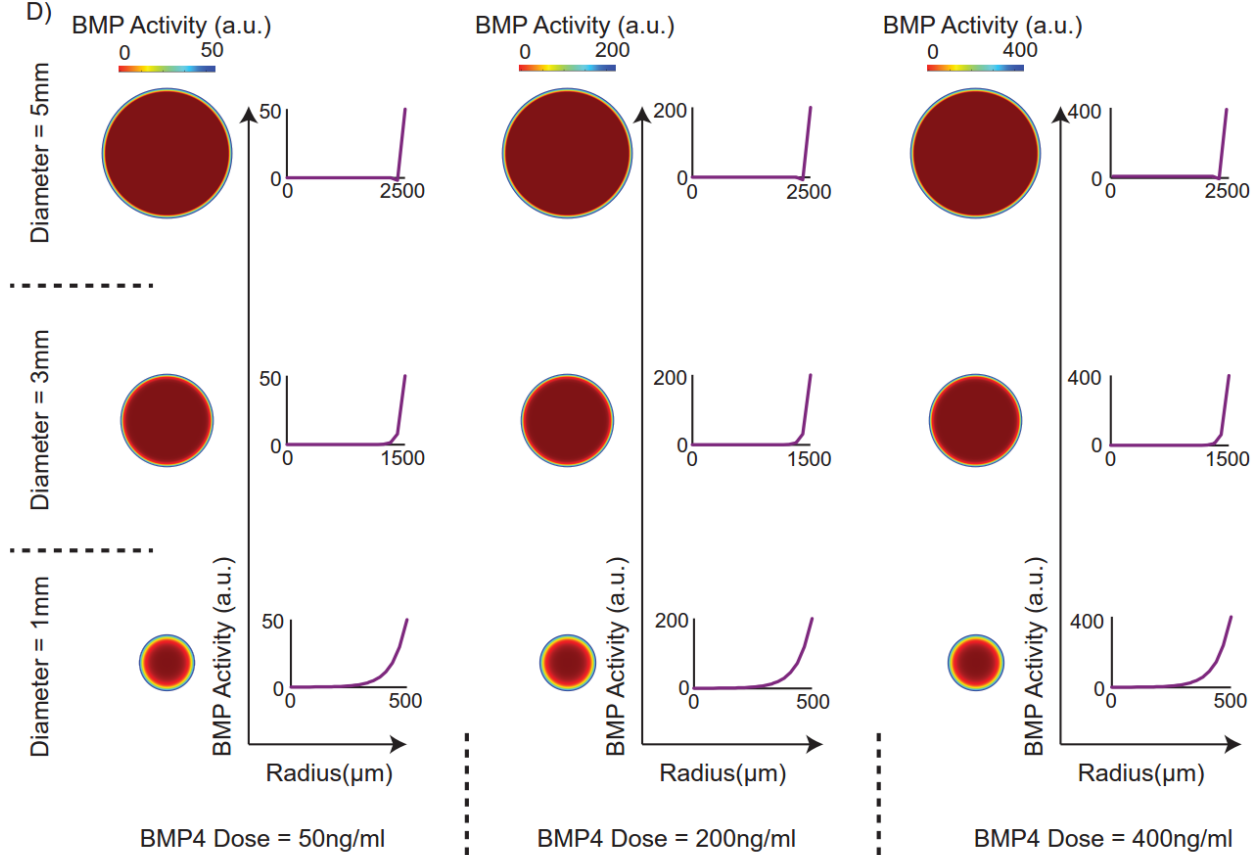 D)
BMP Activity (a.u.)
0 50
BMP Activity (a.u.)
0 200
BMP Activity (a.u.)
0 400
Diameter = 5mm
50
0
0 2500
200
0
0 2500
400
0
0 2500
Diameter = 3mm
50
0
0 1500
200
0
0 1500
400
0
0 1500
Diameter = 1mm
BMP Activity (a.u.)
50
0
500
BMP Activity (a.u.)
200
0
500
BMP Activity (a.u.)
400
0
500
Radius(µm)
Radius(µm)
Radius(µm)
BMP4 Dose = 50ng/ml
BMP4 Dose = 200ng/ml
BMP4 Dose = 400ng/ml